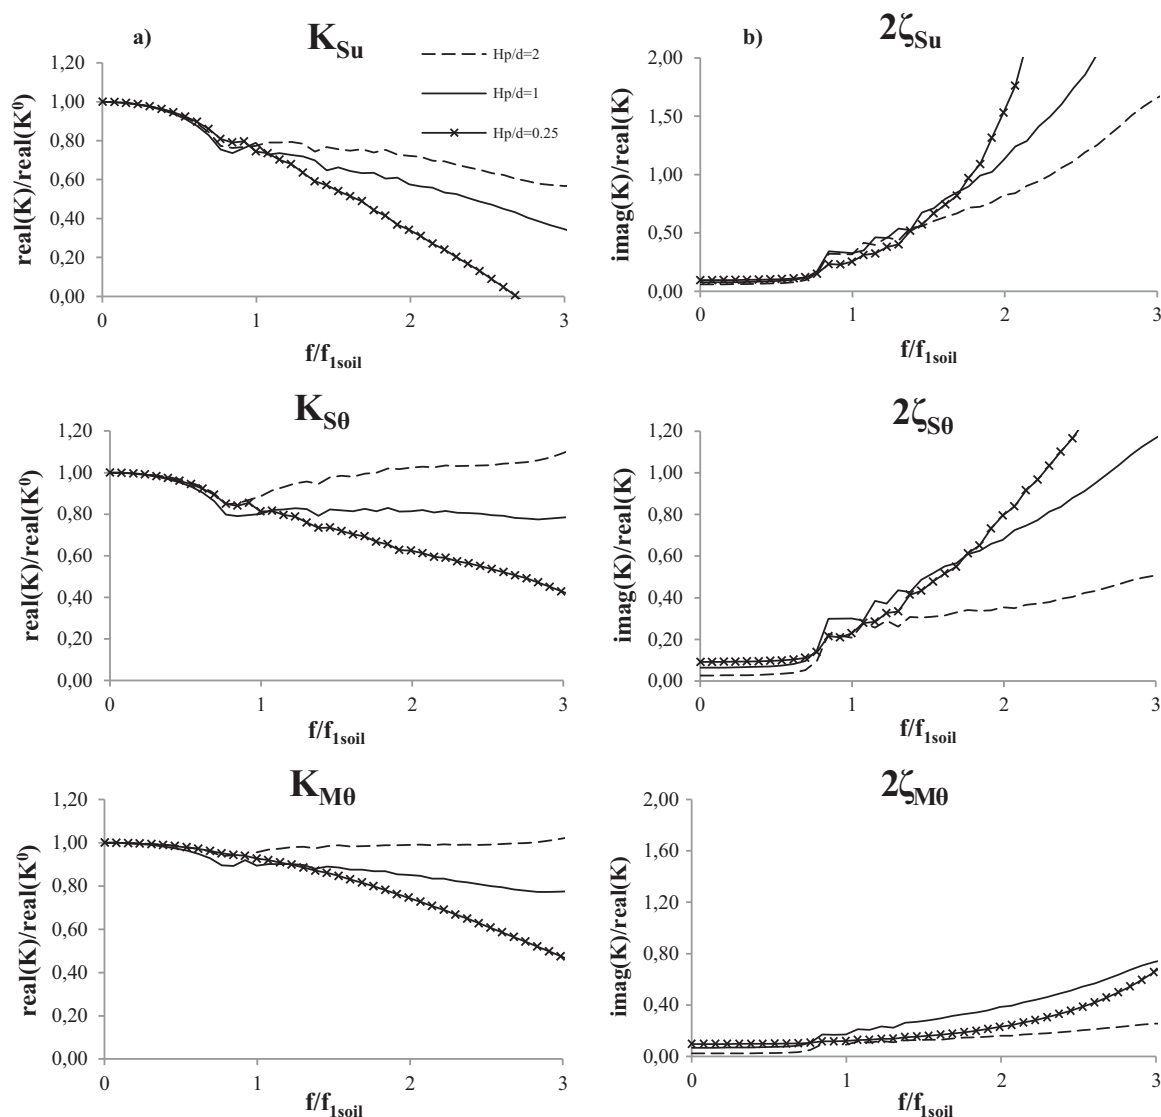 a)
K_Su
Hp/d=2
Hp/d=1
Hp/d=0.25
real(K)/real(K⁰)
1,20
1,00
0,80
0,60
0,40
0,20
0,00
0 1 2 3
f/f_1soil
b)
2ζ_Su
imag(K)/real(K)
2,00
1,50
1,00
0,50
0,00
0 1 2 3
f/f_1soil
K_Sθ
real(K)/real(K⁰)
1,20
1,00
0,80
0,60
0,40
0,20
0,00
0 1 2 3
f/f_1soil
2ζ_Sθ
imag(K)/real(K)
1,20
1,00
0,80
0,60
0,40
0,20
0,00
0 1 2 3
f/f_1soil
K_Mθ
real(K)/real(K⁰)
1,20
1,00
0,80
0,60
0,40
0,20
0,00
0 1 2 3
f/f_1soil
2ζ_Mθ
imag(K)/real(K)
2,00
1,60
1,20
0,80
0,40
0,00
0 1 2 3
f/f_1soil